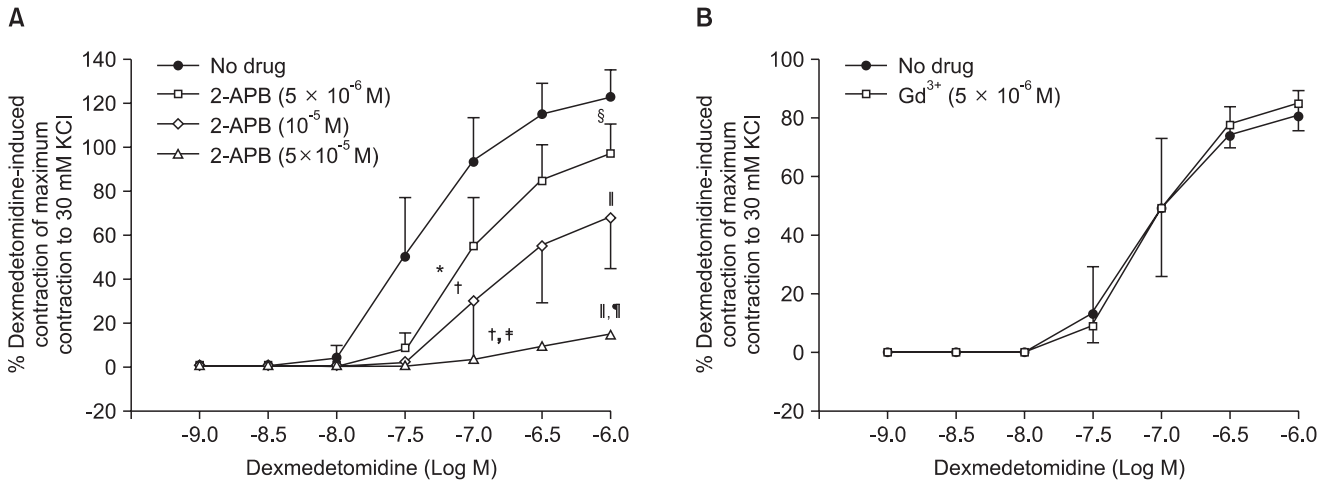 A
% Dexmedetomidine-induced
contraction of maximum
contraction to 30 mM KCl
140
120
100
80
60
40
20
0
-20
No drug
2-APB (5 × 10⁻⁶ M)
2-APB (10⁻⁵ M)
2-APB (5×10⁻⁵ M)
§
‖
*
†
†,‡
‖,¶
-9.0 -8.5 -8.0 -7.5 -7.0 -6.5 -6.0
Dexmedetomidine (Log M)
B
% Dexmedetomidine-induced
contraction of maximum
contraction to 30 mM KCl
100
80
60
40
20
0
-20
No drug
Gd³⁺ (5 × 10⁻⁶ M)
-9.0 -8.5 -8.0 -7.5 -7.0 -6.5 -6.0
Dexmedetomidine (Log M)